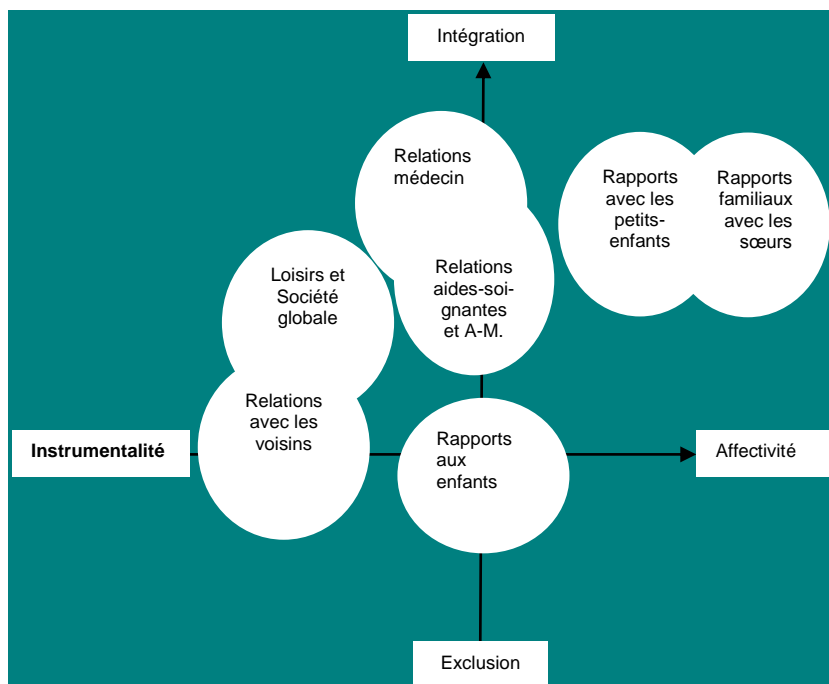 Intégration
Relations
médecin
Rapports
avec les
petits-
enfants
Rapports
familiaux
avec les
sœurs
Loisirs et
Société
globale
Relations
aides-soi-
gnantes
et A-M.
Relations
avec les
voisins
Rapports
aux
enfants
Instrumentalité
Affectivité
Exclusion